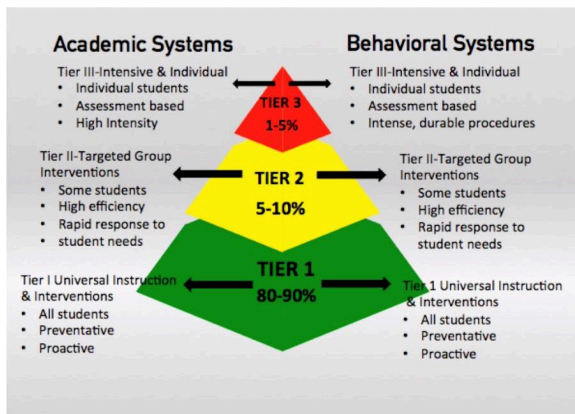 Academic Systems
Tier III-Intensive & Individual
• Individual students
• Assessment based
• High Intensity
Tier II-Targeted Group
Interventions
• Some students
• High efficiency
• Rapid response to
• student needs
Tier I Universal Instruction
& Interventions
• All students
• Preventative
• Proactive
TIER 3
1-5%
TIER 2
5-10%
TIER 1
80-90%
Behavioral Systems
Tier III-Intensive & Individual
• Individual students
• Assessment based
• Intense, durable procedures
Tier II-Targeted Group
Interventions
• Some students
• High efficiency
• Rapid response to
student needs
Tier 1 Universal Instruction
& Interventions
• All students
• Preventative
• Proactive